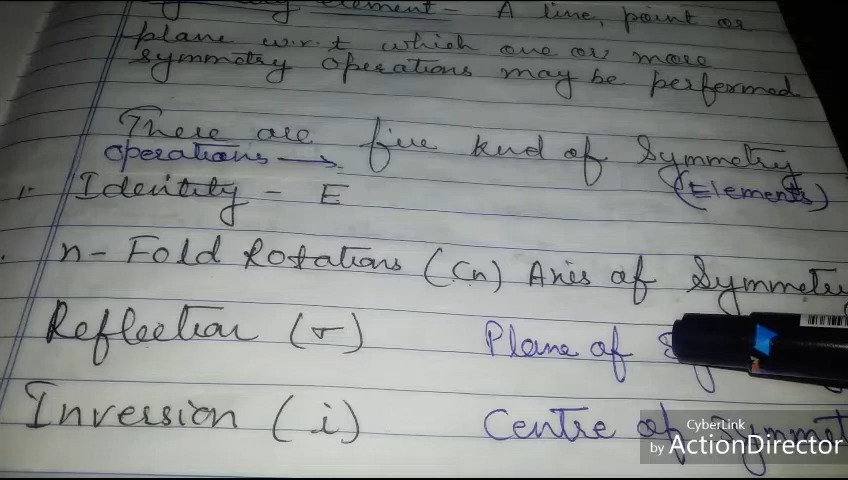 element - A line, point or
plane w.r.t which one or more
symmetry operations may be performed
There are five kind of Symmetry
operations → (Elements)
1. Identity - E
n - Fold Rotations (Cn) Axis of Symmetry
Reflection (σ) Plane of
Inversion (i) Centre of Symmet
CyberLink
by ActionDirector